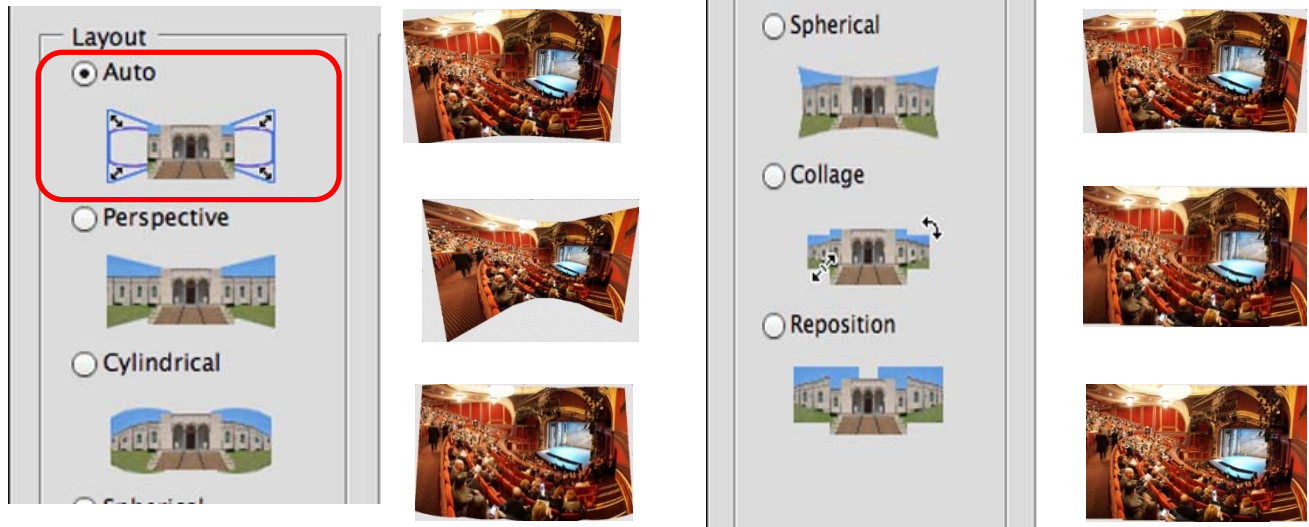 Layout
Auto
Perspective
Cylindrical
Spherical
Collage
Reposition